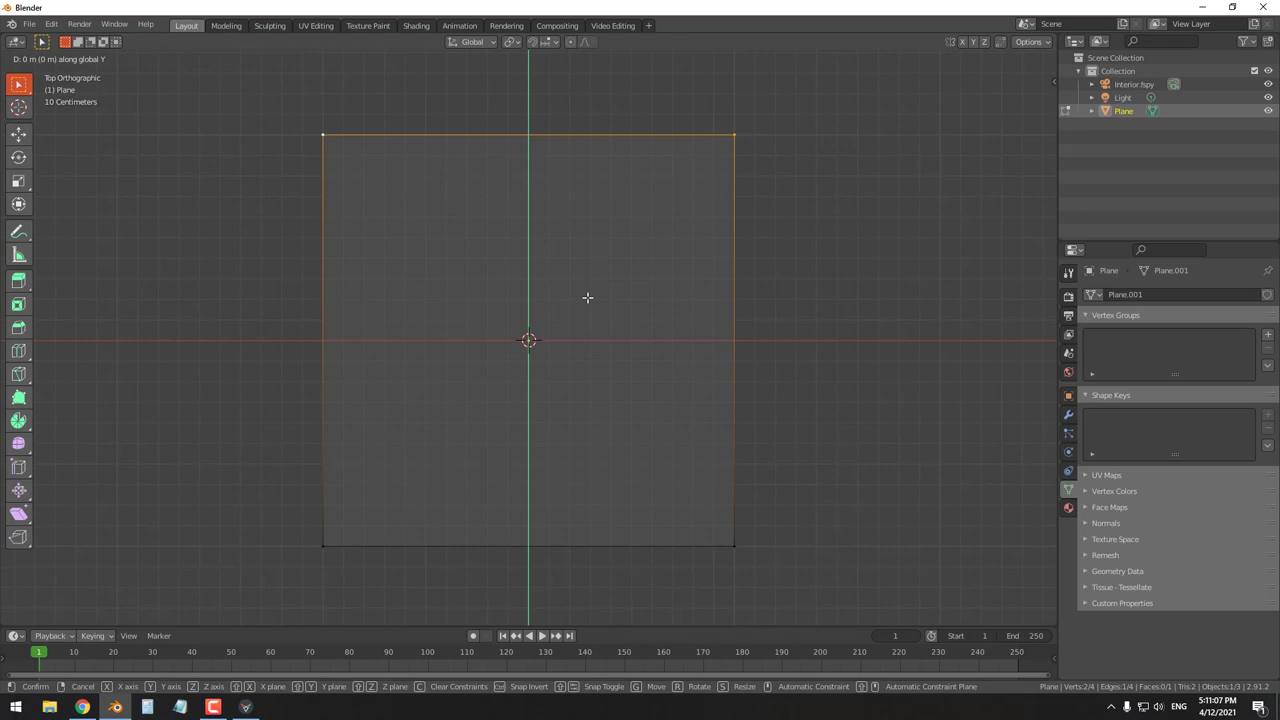 Blender
File Edit Render Window Help Layout Modeling Sculpting UV Editing Texture Paint Shading Animation Rendering Compositing Video Editing + Scene View Layer
Global X Y Z Options
D: 0 m (0 m) along global Y
Top Orthographic
(1) Plane
10 Centimeters
Scene Collection
Collection
Interior.fspy
Light
Plane
Plane Plane.001
Plane.001
Vertex Groups
Shape Keys
UV Maps
Vertex Colors
Face Maps
Normals
Texture Space
Remesh
Geometry Data
Tissue - Tessellate
Custom Properties
Playback Keying View Marker 1 Start 1 End 250
1 10 20 30 40 50 60 70 80 90 100 110 120 130 140 150 160 170 180 190 200 210 220 230 240 250
Confirm Cancel X X axis Y Y axis Z Z axis X X plane Y Y plane Z Z plane C Clear Constraints Ctrl Snap Invert Snap Toggle G Move R Rotate S Resize Automatic Constraint Automatic Constraint Plane Plane | Verts:2/4 | Edges:1/4 | Faces:0/1 | Tris:2 | Objects:1/3 | 2.91.2
ENG 5:11:07 PM
4/12/2021